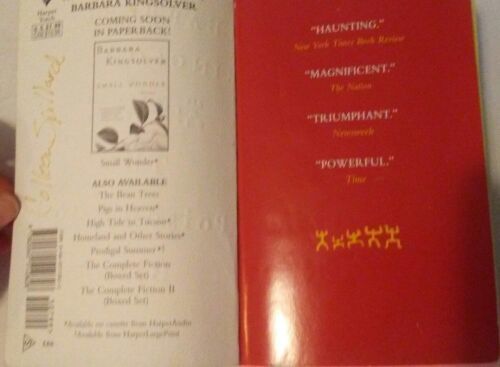 BARBARA KINGSOLVER
COMING SOON
IN PAPERBACK!
BARBARA
KINGSOLVER
SMALL WONDER
Small Wonder*
ALSO AVAILABLE
The Bean Trees
Pigs in Heaven*
High Tide in Tucson*
Homeland and Other Stories*
Prodigal Summer*†
The Complete Fiction
(Boxed Set)
The Complete Fiction II
(Boxed Set)
*Available on cassette from HarperAudio
†Available from HarperLargePrint
Harper
Torch
Colleen
"HAUNTING."
New York Times Book Review
"MAGNIFICENT."
The Nation
"TRIUMPHANT."
Newsweek
"POWERFUL."
Time